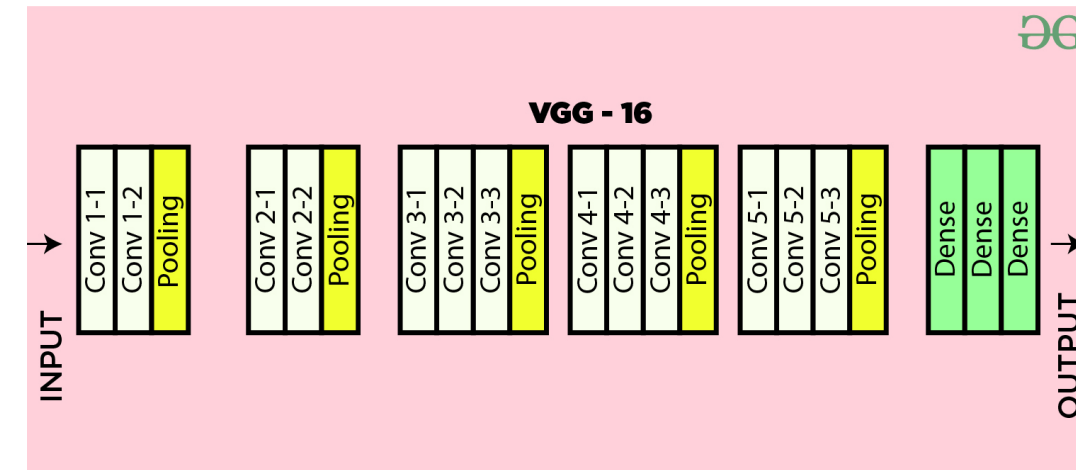 VGG - 16
INPUT
Conv 1-1
Conv 1-2
Pooling
Conv 2-1
Conv 2-2
Pooling
Conv 3-1
Conv 3-2
Conv 3-3
Pooling
Conv 4-1
Conv 4-2
Conv 4-3
Pooling
Conv 5-1
Conv 5-2
Conv 5-3
Pooling
Dense
Dense
Dense
OUTPUT